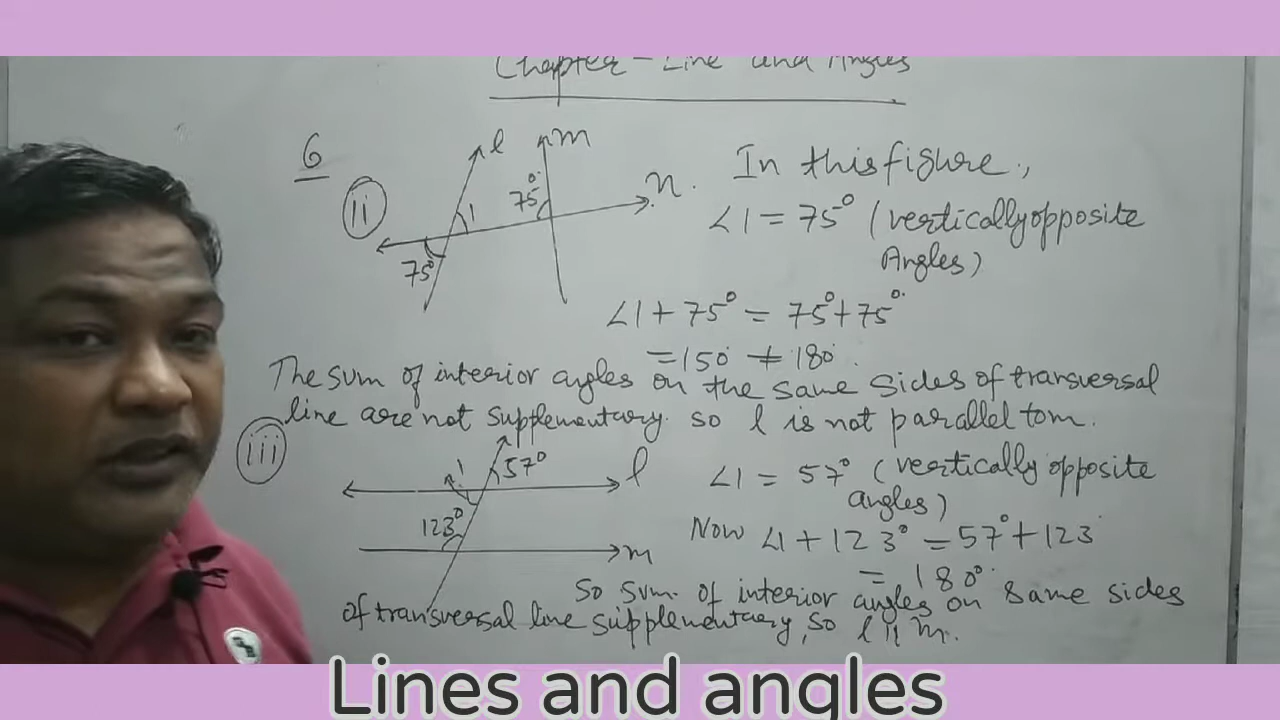 Chapter - Line and Angles
6
ii
l
m
n.
1
75°
75°
In this figure,
∠1 = 75° (vertically opposite
Angles)
∠1 + 75° = 75° + 75°
= 150 ≠ 180.
The sum of interior agles on the same sides of transversal
line are not supplementary. so l is not parallel to m.
iii
1
57°
l
123°
m
∠1 = 57° (vertically opposite
angles)
Now ∠1 + 123° = 57° + 123
= 180°.
So sum of interior angles on same sides
of transversal line supplementary, so l || m.
Lines and angles